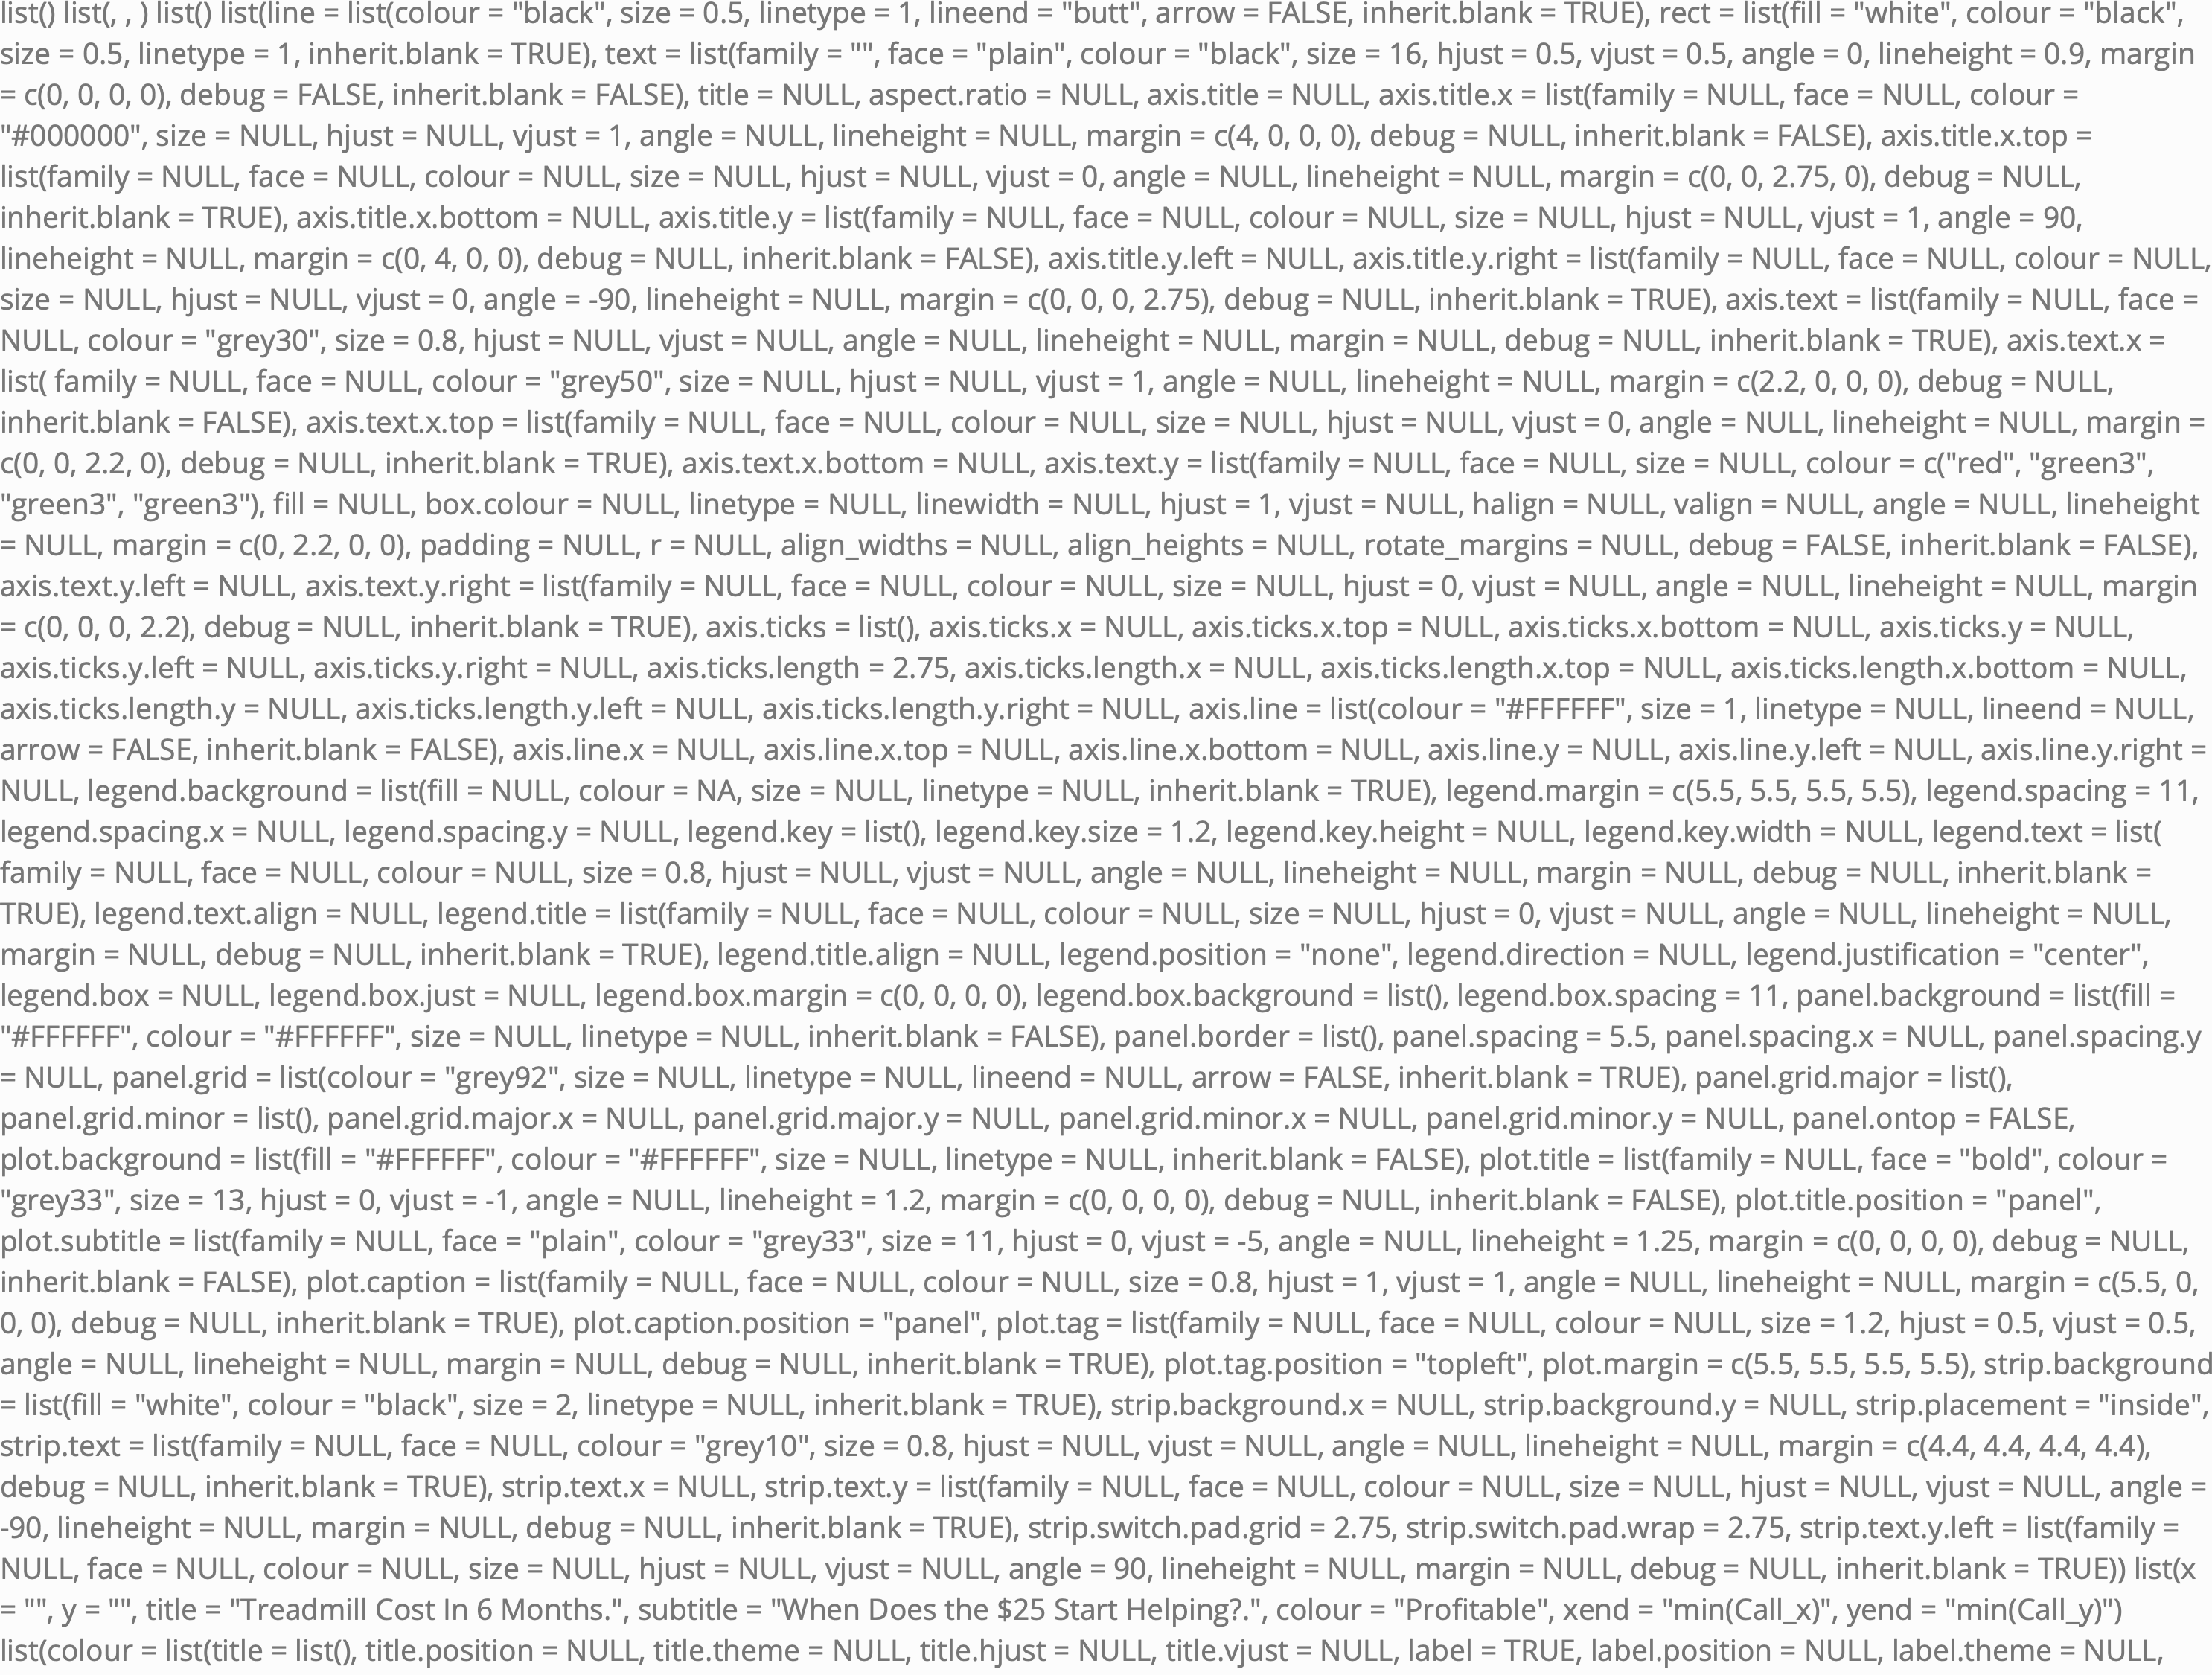 list() list(, , ) list() list(line = list(colour = "black", size = 0.5, linetype = 1, lineend = "butt", arrow = FALSE, inherit.blank = TRUE), rect = list(fill = "white", colour = "black",
size = 0.5, linetype = 1, inherit.blank = TRUE), text = list(family = "", face = "plain", colour = "black", size = 16, hjust = 0.5, vjust = 0.5, angle = 0, lineheight = 0.9, margin
= c(0, 0, 0, 0), debug = FALSE, inherit.blank = FALSE), title = NULL, aspect.ratio = NULL, axis.title = NULL, axis.title.x = list(family = NULL, face = NULL, colour =
"#000000", size = NULL, hjust = NULL, vjust = 1, angle = NULL, lineheight = NULL, margin = c(4, 0, 0, 0), debug = NULL, inherit.blank = FALSE), axis.title.x.top =
list(family = NULL, face = NULL, colour = NULL, size = NULL, hjust = NULL, vjust = 0, angle = NULL, lineheight = NULL, margin = c(0, 0, 2.75, 0), debug = NULL,
inherit.blank = TRUE), axis.title.x.bottom = NULL, axis.title.y = list(family = NULL, face = NULL, colour = NULL, size = NULL, hjust = NULL, vjust = 1, angle = 90,
lineheight = NULL, margin = c(0, 4, 0, 0), debug = NULL, inherit.blank = FALSE), axis.title.y.left = NULL, axis.title.y.right = list(family = NULL, face = NULL, colour = NULL,
size = NULL, hjust = NULL, vjust = 0, angle = -90, lineheight = NULL, margin = c(0, 0, 0, 2.75), debug = NULL, inherit.blank = TRUE), axis.text = list(family = NULL, face =
NULL, colour = "grey30", size = 0.8, hjust = NULL, vjust = NULL, angle = NULL, lineheight = NULL, margin = NULL, debug = NULL, inherit.blank = TRUE), axis.text.x =
list( family = NULL, face = NULL, colour = "grey50", size = NULL, hjust = NULL, vjust = 1, angle = NULL, lineheight = NULL, margin = c(2.2, 0, 0, 0), debug = NULL,
inherit.blank = FALSE), axis.text.x.top = list(family = NULL, face = NULL, colour = NULL, size = NULL, hjust = NULL, vjust = 0, angle = NULL, lineheight = NULL, margin =
c(0, 0, 2.2, 0), debug = NULL, inherit.blank = TRUE), axis.text.x.bottom = NULL, axis.text.y = list(family = NULL, face = NULL, size = NULL, colour = c("red", "green3",
"green3", "green3"), fill = NULL, box.colour = NULL, linetype = NULL, linewidth = NULL, hjust = 1, vjust = NULL, halign = NULL, valign = NULL, angle = NULL, lineheight
= NULL, margin = c(0, 2.2, 0, 0), padding = NULL, r = NULL, align_widths = NULL, align_heights = NULL, rotate_margins = NULL, debug = FALSE, inherit.blank = FALSE),
axis.text.y.left = NULL, axis.text.y.right = list(family = NULL, face = NULL, colour = NULL, size = NULL, hjust = 0, vjust = NULL, angle = NULL, lineheight = NULL, margin
= c(0, 0, 0, 2.2), debug = NULL, inherit.blank = TRUE), axis.ticks = list(), axis.ticks.x = NULL, axis.ticks.x.top = NULL, axis.ticks.x.bottom = NULL, axis.ticks.y = NULL,
axis.ticks.y.left = NULL, axis.ticks.y.right = NULL, axis.ticks.length = 2.75, axis.ticks.length.x = NULL, axis.ticks.length.x.top = NULL, axis.ticks.length.x.bottom = NULL,
axis.ticks.length.y = NULL, axis.ticks.length.y.left = NULL, axis.ticks.length.y.right = NULL, axis.line = list(colour = "#FFFFFF", size = 1, linetype = NULL, lineend = NULL,
arrow = FALSE, inherit.blank = FALSE), axis.line.x = NULL, axis.line.x.top = NULL, axis.line.x.bottom = NULL, axis.line.y = NULL, axis.line.y.left = NULL, axis.line.y.right =
NULL, legend.background = list(fill = NULL, colour = NA, size = NULL, linetype = NULL, inherit.blank = TRUE), legend.margin = c(5.5, 5.5, 5.5, 5.5), legend.spacing = 11,
legend.spacing.x = NULL, legend.spacing.y = NULL, legend.key = list(), legend.key.size = 1.2, legend.key.height = NULL, legend.key.width = NULL, legend.text = list(
family = NULL, face = NULL, colour = NULL, size = 0.8, hjust = NULL, vjust = NULL, angle = NULL, lineheight = NULL, margin = NULL, debug = NULL, inherit.blank =
TRUE), legend.text.align = NULL, legend.title = list(family = NULL, face = NULL, colour = NULL, size = NULL, hjust = 0, vjust = NULL, angle = NULL, lineheight = NULL,
margin = NULL, debug = NULL, inherit.blank = TRUE), legend.title.align = NULL, legend.position = "none", legend.direction = NULL, legend.justification = "center",
legend.box = NULL, legend.box.just = NULL, legend.box.margin = c(0, 0, 0, 0), legend.box.background = list(), legend.box.spacing = 11, panel.background = list(fill =
"#FFFFFF", colour = "#FFFFFF", size = NULL, linetype = NULL, inherit.blank = FALSE), panel.border = list(), panel.spacing = 5.5, panel.spacing.x = NULL, panel.spacing.y
= NULL, panel.grid = list(colour = "grey92", size = NULL, linetype = NULL, lineend = NULL, arrow = FALSE, inherit.blank = TRUE), panel.grid.major = list(),
panel.grid.minor = list(), panel.grid.major.x = NULL, panel.grid.major.y = NULL, panel.grid.minor.x = NULL, panel.grid.minor.y = NULL, panel.ontop = FALSE,
plot.background = list(fill = "#FFFFFF", colour = "#FFFFFF", size = NULL, linetype = NULL, inherit.blank = FALSE), plot.title = list(family = NULL, face = "bold", colour =
"grey33", size = 13, hjust = 0, vjust = -1, angle = NULL, lineheight = 1.2, margin = c(0, 0, 0, 0), debug = NULL, inherit.blank = FALSE), plot.title.position = "panel",
plot.subtitle = list(family = NULL, face = "plain", colour = "grey33", size = 11, hjust = 0, vjust = -5, angle = NULL, lineheight = 1.25, margin = c(0, 0, 0, 0), debug = NULL,
inherit.blank = FALSE), plot.caption = list(family = NULL, face = NULL, colour = NULL, size = 0.8, hjust = 1, vjust = 1, angle = NULL, lineheight = NULL, margin = c(5.5, 0,
0, 0), debug = NULL, inherit.blank = TRUE), plot.caption.position = "panel", plot.tag = list(family = NULL, face = NULL, colour = NULL, size = 1.2, hjust = 0.5, vjust = 0.5,
angle = NULL, lineheight = NULL, margin = NULL, debug = NULL, inherit.blank = TRUE), plot.tag.position = "topleft", plot.margin = c(5.5, 5.5, 5.5, 5.5), strip.background
= list(fill = "white", colour = "black", size = 2, linetype = NULL, inherit.blank = TRUE), strip.background.x = NULL, strip.background.y = NULL, strip.placement = "inside",
strip.text = list(family = NULL, face = NULL, colour = "grey10", size = 0.8, hjust = NULL, vjust = NULL, angle = NULL, lineheight = NULL, margin = c(4.4, 4.4, 4.4, 4.4),
debug = NULL, inherit.blank = TRUE), strip.text.x = NULL, strip.text.y = list(family = NULL, face = NULL, colour = NULL, size = NULL, hjust = NULL, vjust = NULL, angle =
-90, lineheight = NULL, margin = NULL, debug = NULL, inherit.blank = TRUE), strip.switch.pad.grid = 2.75, strip.switch.pad.wrap = 2.75, strip.text.y.left = list(family =
NULL, face = NULL, colour = NULL, size = NULL, hjust = NULL, vjust = NULL, angle = 90, lineheight = NULL, margin = NULL, debug = NULL, inherit.blank = TRUE)) list(x
= "", y = "", title = "Treadmill Cost In 6 Months.", subtitle = "When Does the $25 Start Helping?.", colour = "Profitable", xend = "min(Call_x)", yend = "min(Call_y)")
list(colour = list(title = list(), title.position = NULL, title.theme = NULL, title.hjust = NULL, title.vjust = NULL, label = TRUE, label.position = NULL, label.theme = NULL,